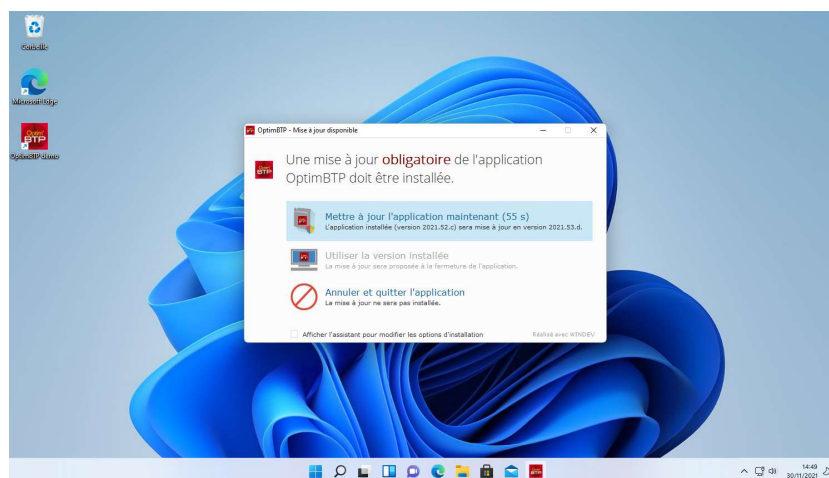 Corbeille
Microsoft Edge
Optim'
BTP
OptimBTP demo
OptimBTP - Mise à jour disponible
Une mise à jour obligatoire de l'application
OptimBTP doit être installée.
Mettre à jour l'application maintenant (55 s)
L'application installée (version 2021.52.c) sera mise à jour en version 2021.53.d.
Utiliser la version installée
La mise à jour sera proposée à la fermeture de l'application.
Annuler et quitter l'application
La mise à jour ne sera pas installée.
Afficher l'assistant pour modifier les options d'installation
Réalisé avec WINDEV
14:49
30/11/2021